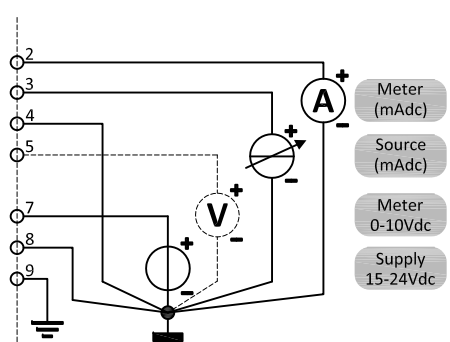 2
3
4
5
7
8
9
+
A
−
+
−
+
V
−
+
−
Meter
(mAdc)
Source
(mAdc)
Meter
0-10Vdc
Supply
15-24Vdc